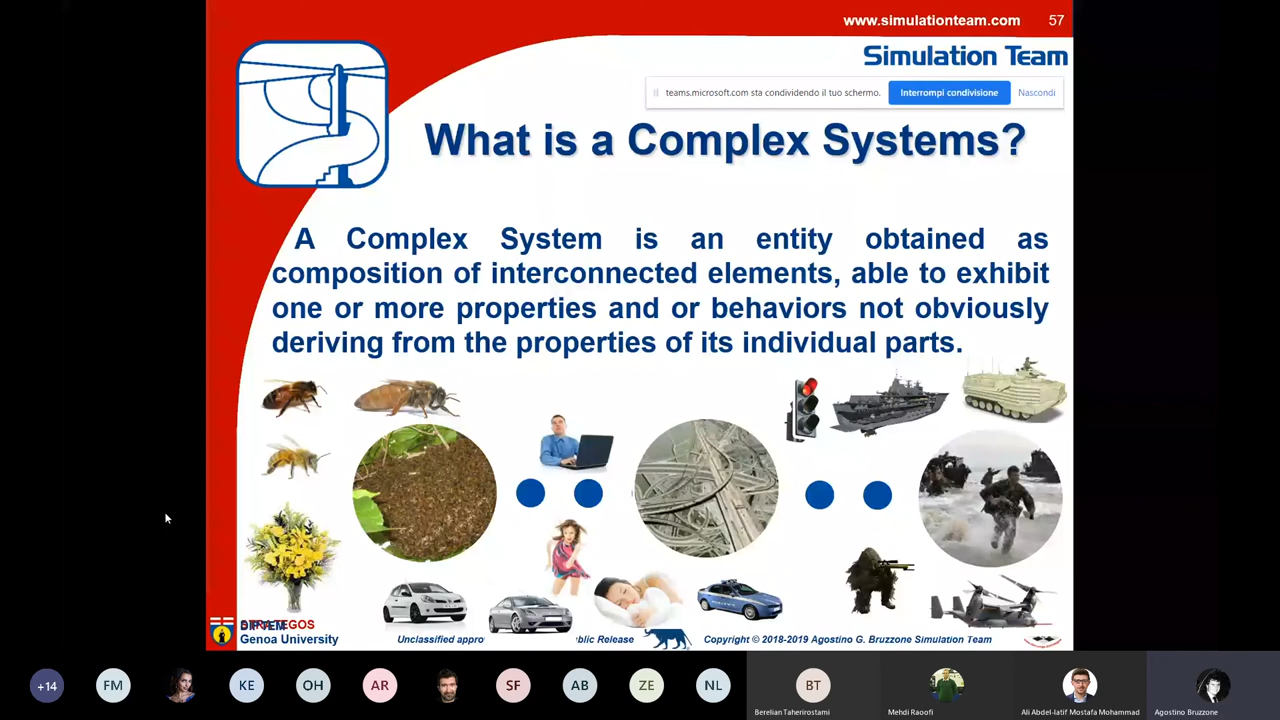 www.simulationteam.com 57
Simulation Team
teams.microsoft.com sta condividendo il tuo schermo. Interrompi condivisione Nascondi
What is a Complex Systems?
A Complex System is an entity obtained as
composition of interconnected elements, able to exhibit
one or more properties and or behaviors not obviously
deriving from the properties of its individual parts.
STRATEGOS
Genoa University
Unclassified appro blic Release Copyright © 2018-2019 Agostino G. Bruzzone Simulation Team
+14 FM KE OH AR SF AB ZE NL BT
Berelian Taherirostami Mehdi Raoofi Ali Abdel-latif Mostafa Mohammad Agostino Bruzzone